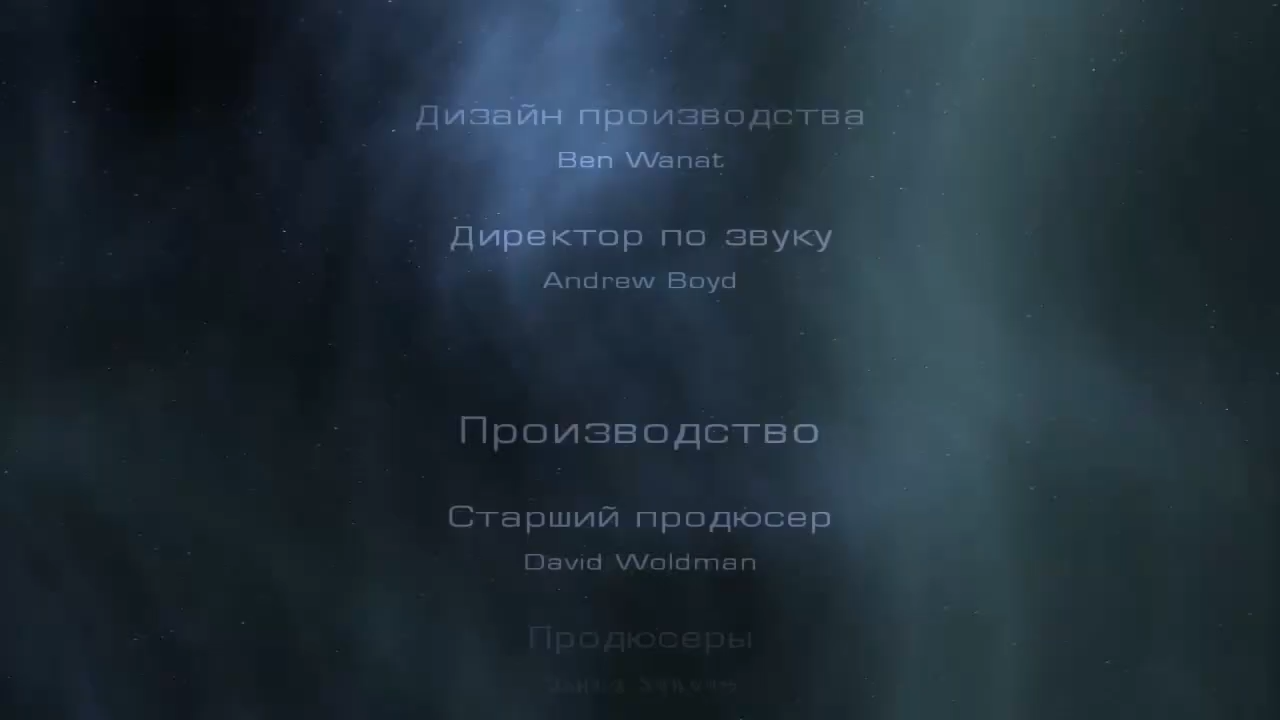 Дизайн производства
Ben Wanat
Директор по звуку
Andrew Boyd
Производство
Старший продюсер
David Woldman
Продюсеры